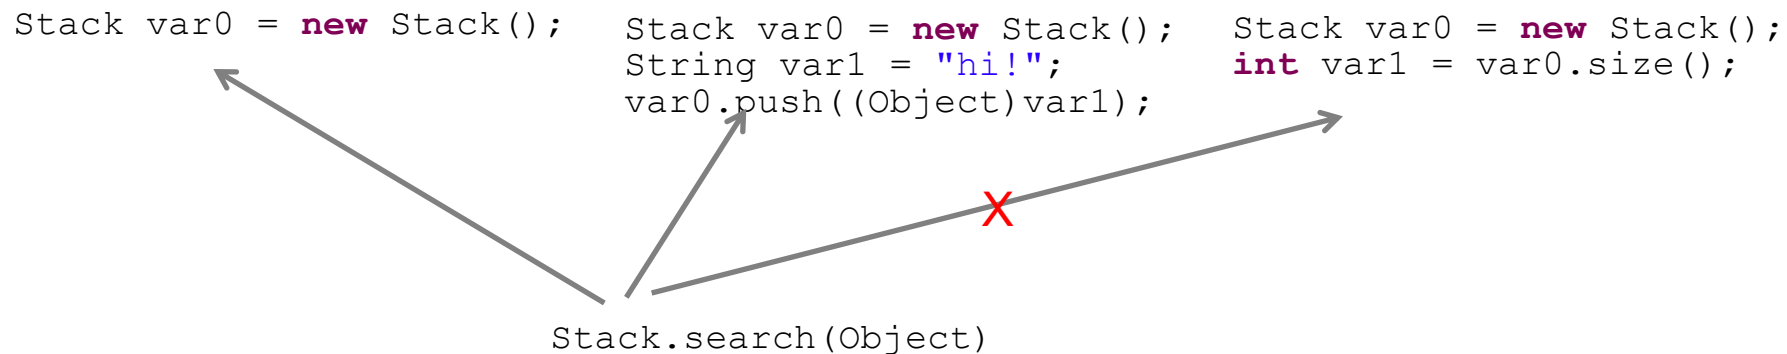 Stack var0 = new Stack();
Stack var0 = new Stack();
String var1 = "hi!";
var0.push((Object)var1);
Stack var0 = new Stack();
int var1 = var0.size();
X
Stack.search(Object)